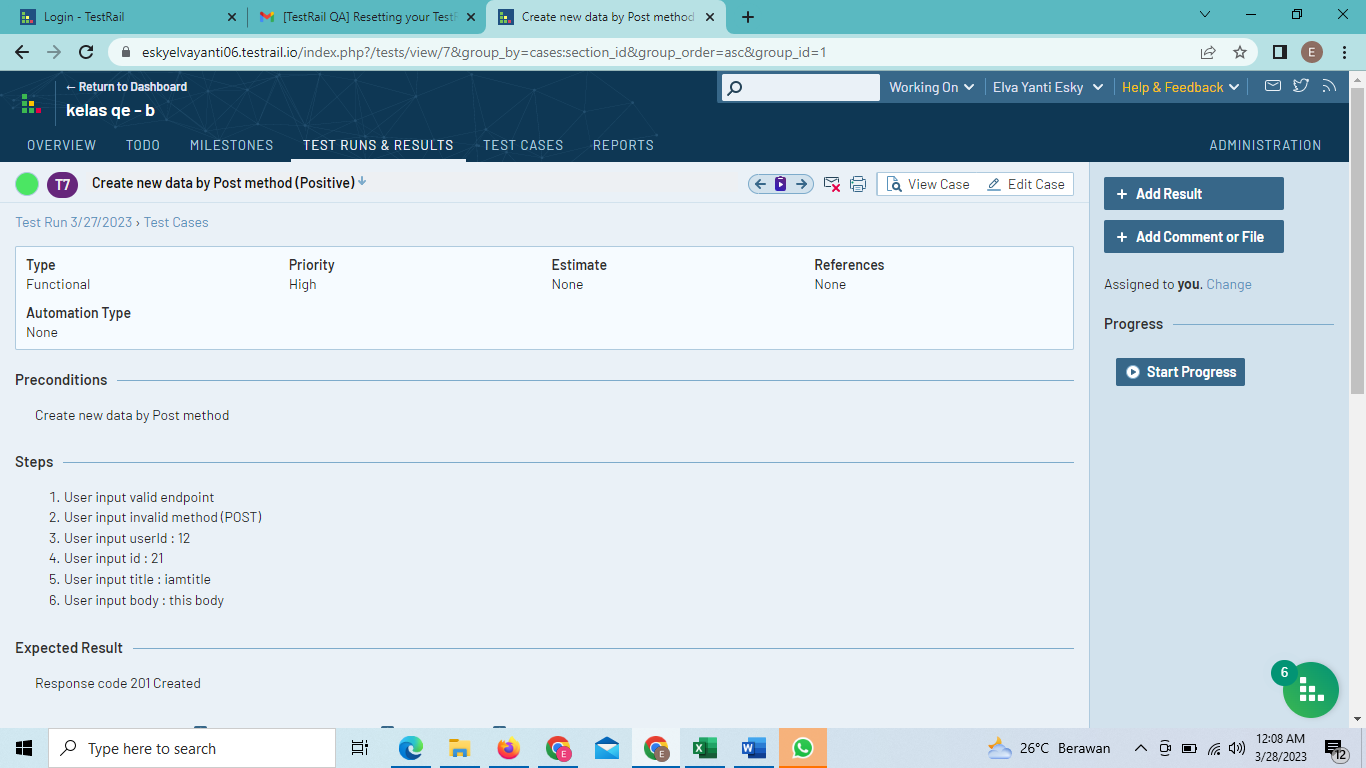 Login - TestRail
[TestRail QA] Resetting your Test
Create new data by Post method
eskyelvayanti06.testrail.io/index.php?/tests/view/7&group_by=cases:section_id&group_order=asc&group_id=1
E
← Return to Dashboard
kelas qe - b
Working On
Elva Yanti Esky
Help & Feedback
OVERVIEW TODO MILESTONES TEST RUNS & RESULTS TEST CASES REPORTS ADMINISTRATION
T7 Create new data by Post method (Positive)
View Case
Edit Case
+ Add Result
Test Run 3/27/2023 › Test Cases
+ Add Comment or File
Type Priority Estimate References
Functional High None None
Assigned to you. Change
Automation Type
None
Progress
Start Progress
Preconditions
Create new data by Post method
Steps
1. User input valid endpoint
2. User input invalid method (POST)
3. User input userId : 12
4. User input id : 21
5. User input title : iamtitle
6. User input body : this body
Expected Result
Response code 201 Created
6
Type here to search
26°C Berawan
12:08 AM
3/28/2023
12